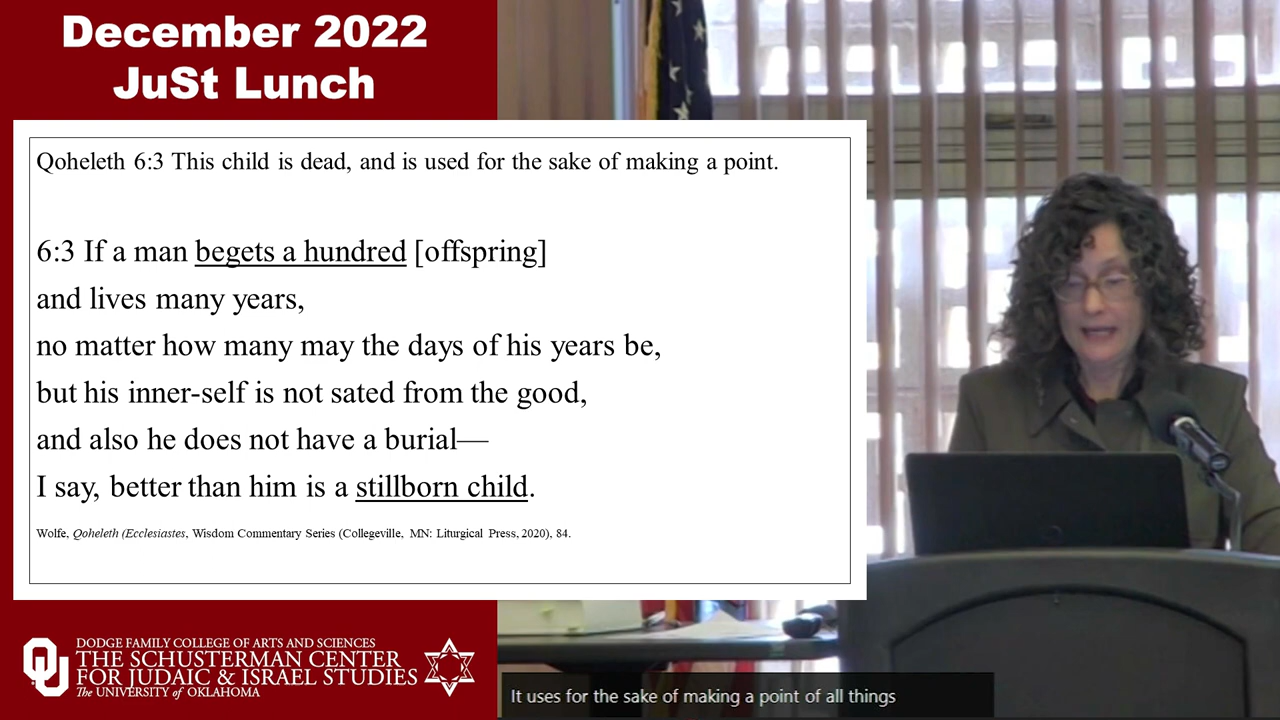 December 2022
JuSt Lunch
Qoheleth 6:3 This child is dead, and is used for the sake of making a point.
6:3 If a man begets a hundred [offspring]
and lives many years,
no matter how many may the days of his years be,
but his inner-self is not sated from the good,
and also he does not have a burial—
I say, better than him is a stillborn child.
Wolfe, Qoheleth (Ecclesiastes, Wisdom Commentary Series (Collegeville, MN: Liturgical Press, 2020), 84.
OU
DODGE FAMILY COLLEGE OF ARTS AND SCIENCES
THE SCHUSTERMAN CENTER
FOR JUDAIC & ISRAEL STUDIES
The UNIVERSITY of OKLAHOMA
It uses for the sake of making a point of all things